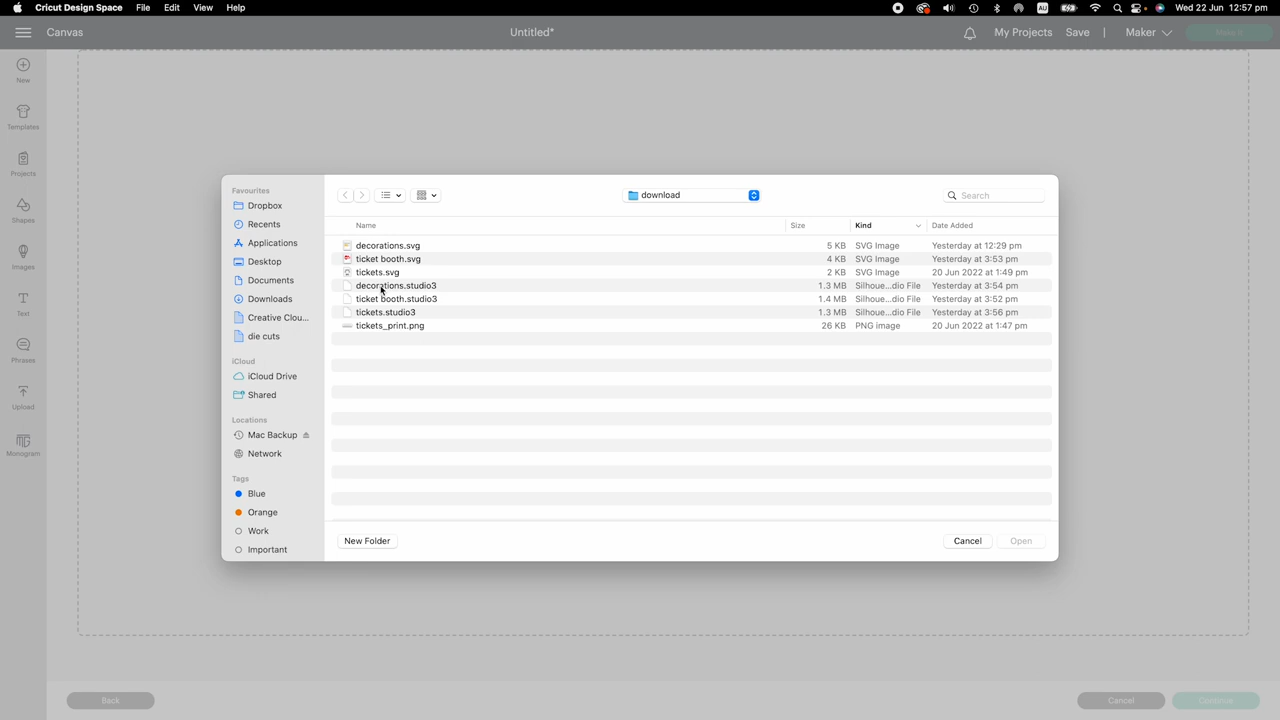 Cricut Design Space File Edit View Help AU Wed 22 Jun 12:57 pm
Canvas Untitled* My Projects Save | Maker Make It
New
Templates
Projects
Shapes
Images
Text
Phrases
Upload
Monogram
Favourites
Dropbox
Recents
Applications
Desktop
Documents
Downloads
Creative Clou...
die cuts
iCloud
iCloud Drive
Shared
Locations
Mac Backup
Network
Tags
Blue
Orange
Work
Important
download Search
Name Size Kind Date Added
decorations.svg 5 KB SVG Image Yesterday at 12:29 pm
ticket booth.svg 4 KB SVG Image Yesterday at 3:53 pm
tickets.svg 2 KB SVG Image 20 Jun 2022 at 1:49 pm
decorations.studio3 1.3 MB Silhoue...dio File Yesterday at 3:54 pm
ticket booth.studio3 1.4 MB Silhoue...dio File Yesterday at 3:52 pm
tickets.studio3 1.3 MB Silhoue...dio File Yesterday at 3:56 pm
tickets_print.png 26 KB PNG image 20 Jun 2022 at 1:47 pm
New Folder Cancel Open
Back Cancel Continue